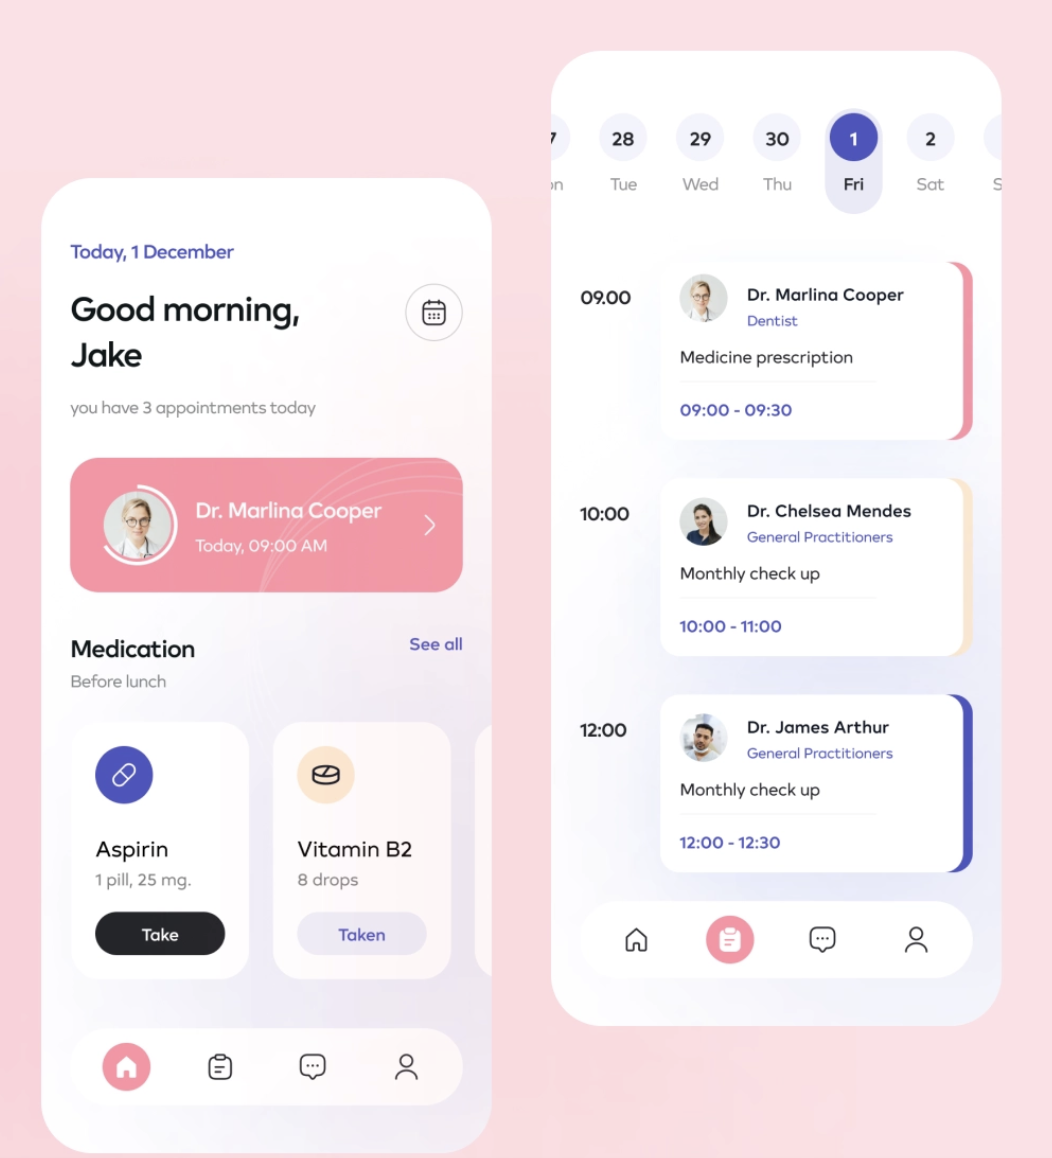 Today, 1 December
Good morning,
Jake
you have 3 appointments today
Dr. Marlina Cooper
Today, 09:00 AM
Medication
See all
Before lunch
Aspirin
1 pill, 25 mg.
Take
Vitamin B2
8 drops
Taken
7 28 29 30 1 2
on Tue Wed Thu Fri Sat S
09.00
Dr. Marlina Cooper
Dentist
Medicine prescription
09:00 - 09:30
10:00
Dr. Chelsea Mendes
General Practitioners
Monthly check up
10:00 - 11:00
12:00
Dr. James Arthur
General Practitioners
Monthly check up
12:00 - 12:30